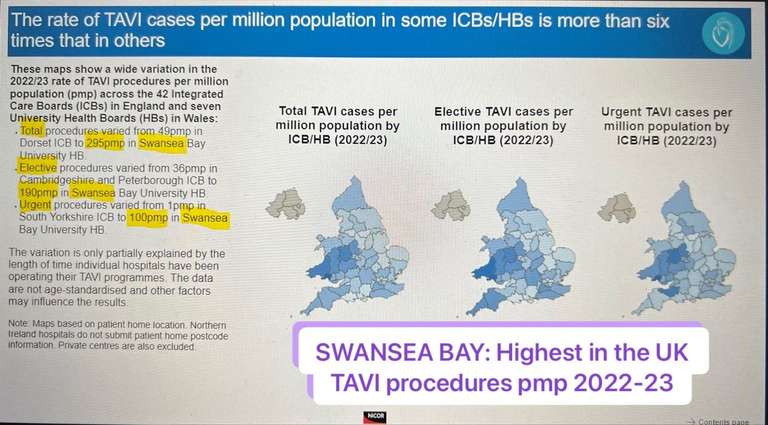 The rate of TAVI cases per million population in some ICBs/HBs is more than six
times that in others
These maps show a wide variation in the
2022/23 rate of TAVI procedures per million
population (pmp) across the 42 Integrated
Care Boards (ICBs) in England and seven
University Health Boards (HBs) in Wales:
• Total procedures varied from 49pmp in
Dorset ICB to 295pmp in Swansea Bay
University HB.
• Elective procedures varied from 36pmp in
Cambridgeshire and Peterborough ICB to
190pmp in Swansea Bay University HB.
• Urgent procedures varied from 1pmp in
South Yorkshire ICB to 100pmp in Swansea
Bay University HB.
The variation is only partially explained by the
length of time individual hospitals have been
operating their TAVI programmes. The data
are not age-standardised and other factors
may influence the results.
Note: Maps based on patient home location. Northern
Ireland hospitals do not submit patient home postcode
information. Private centres are also excluded.
Total TAVI cases per
million population by
ICB/HB (2022/23)
Elective TAVI cases per
million population by
ICB/HB (2022/23)
Urgent TAVI cases per
million population by
ICB/HB (2022/23)
SWANSEA BAY: Highest in the UK
TAVI procedures pmp 2022-23
NICOR
→ Contents page